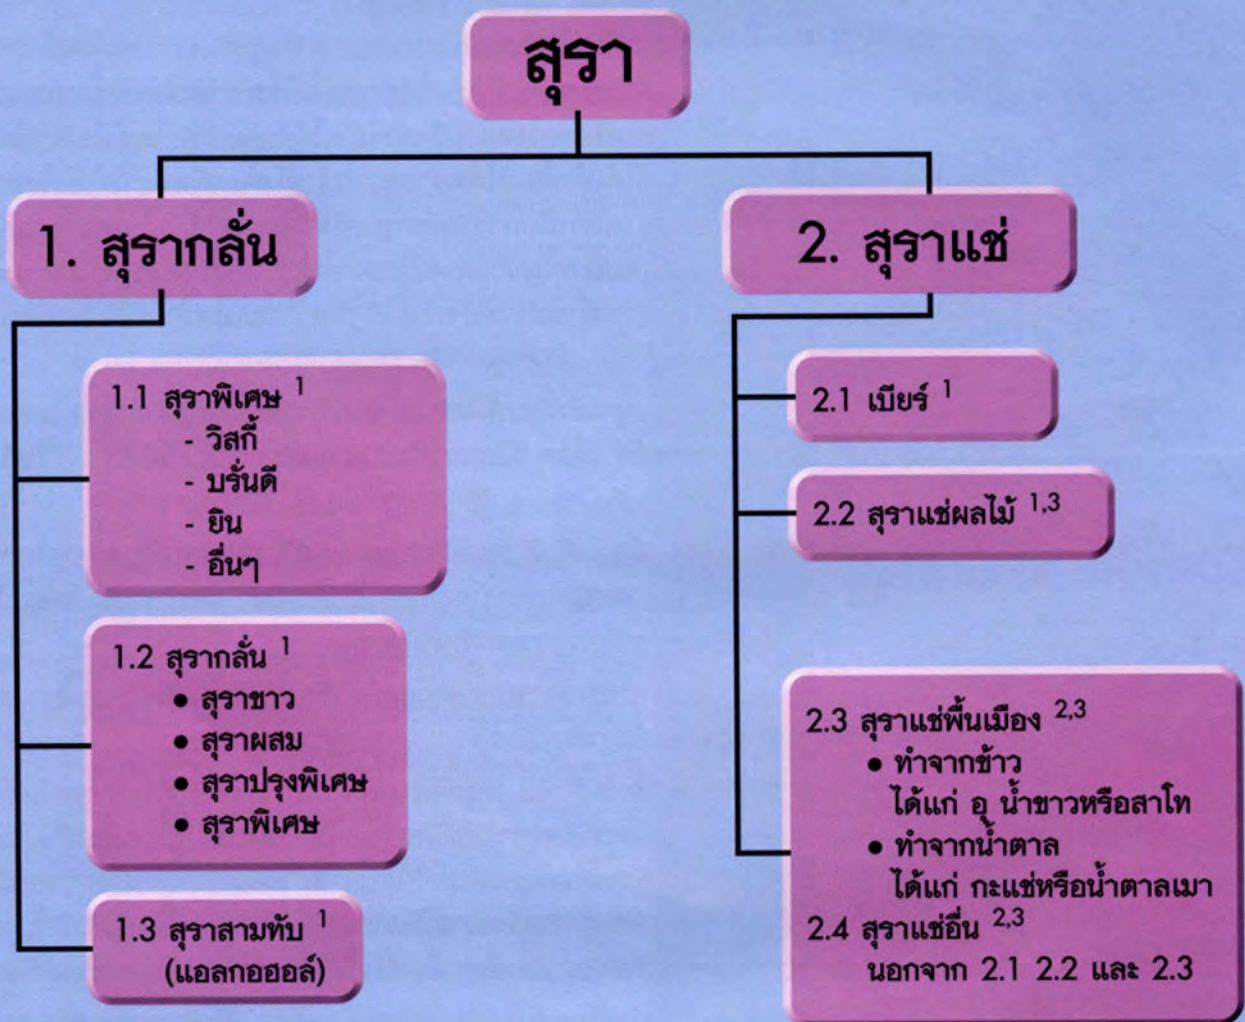 สุรา
1. สุรากลั่น
1.1 สุราพิเศษ 1
- วิสกี้
- บรั่นดี
- ยิน
- อื่นๆ
1.2 สุรากลั่น 1
● สุราขาว
● สุราผสม
● สุราปรุงพิเศษ
● สุราพิเศษ
1.3 สุราสามทับ 1
(แอลกอฮอล์)
2. สุราแช่
2.1 เบียร์ 1
2.2 สุราแช่ผลไม้ 1,3
2.3 สุราแช่พื้นเมือง 2,3
● ทำจากข้าว
ได้แก่ อุ น้ำขาวหรือสาโท
● ทำจากน้ำตาล
ได้แก่ กะแช่หรือน้ำตาลเมา
2.4 สุราแช่อื่น 2,3
นอกจาก 2.1 2.2 และ 2.3